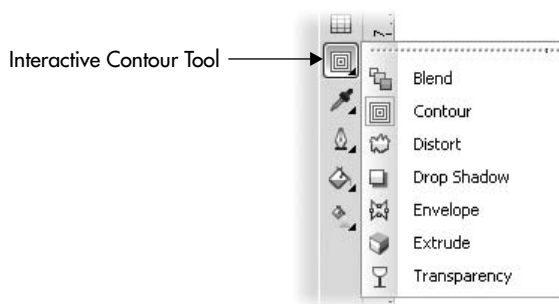 Interactive Contour Tool
Blend
Contour
Distort
Drop Shadow
Envelope
Extrude
Transparency